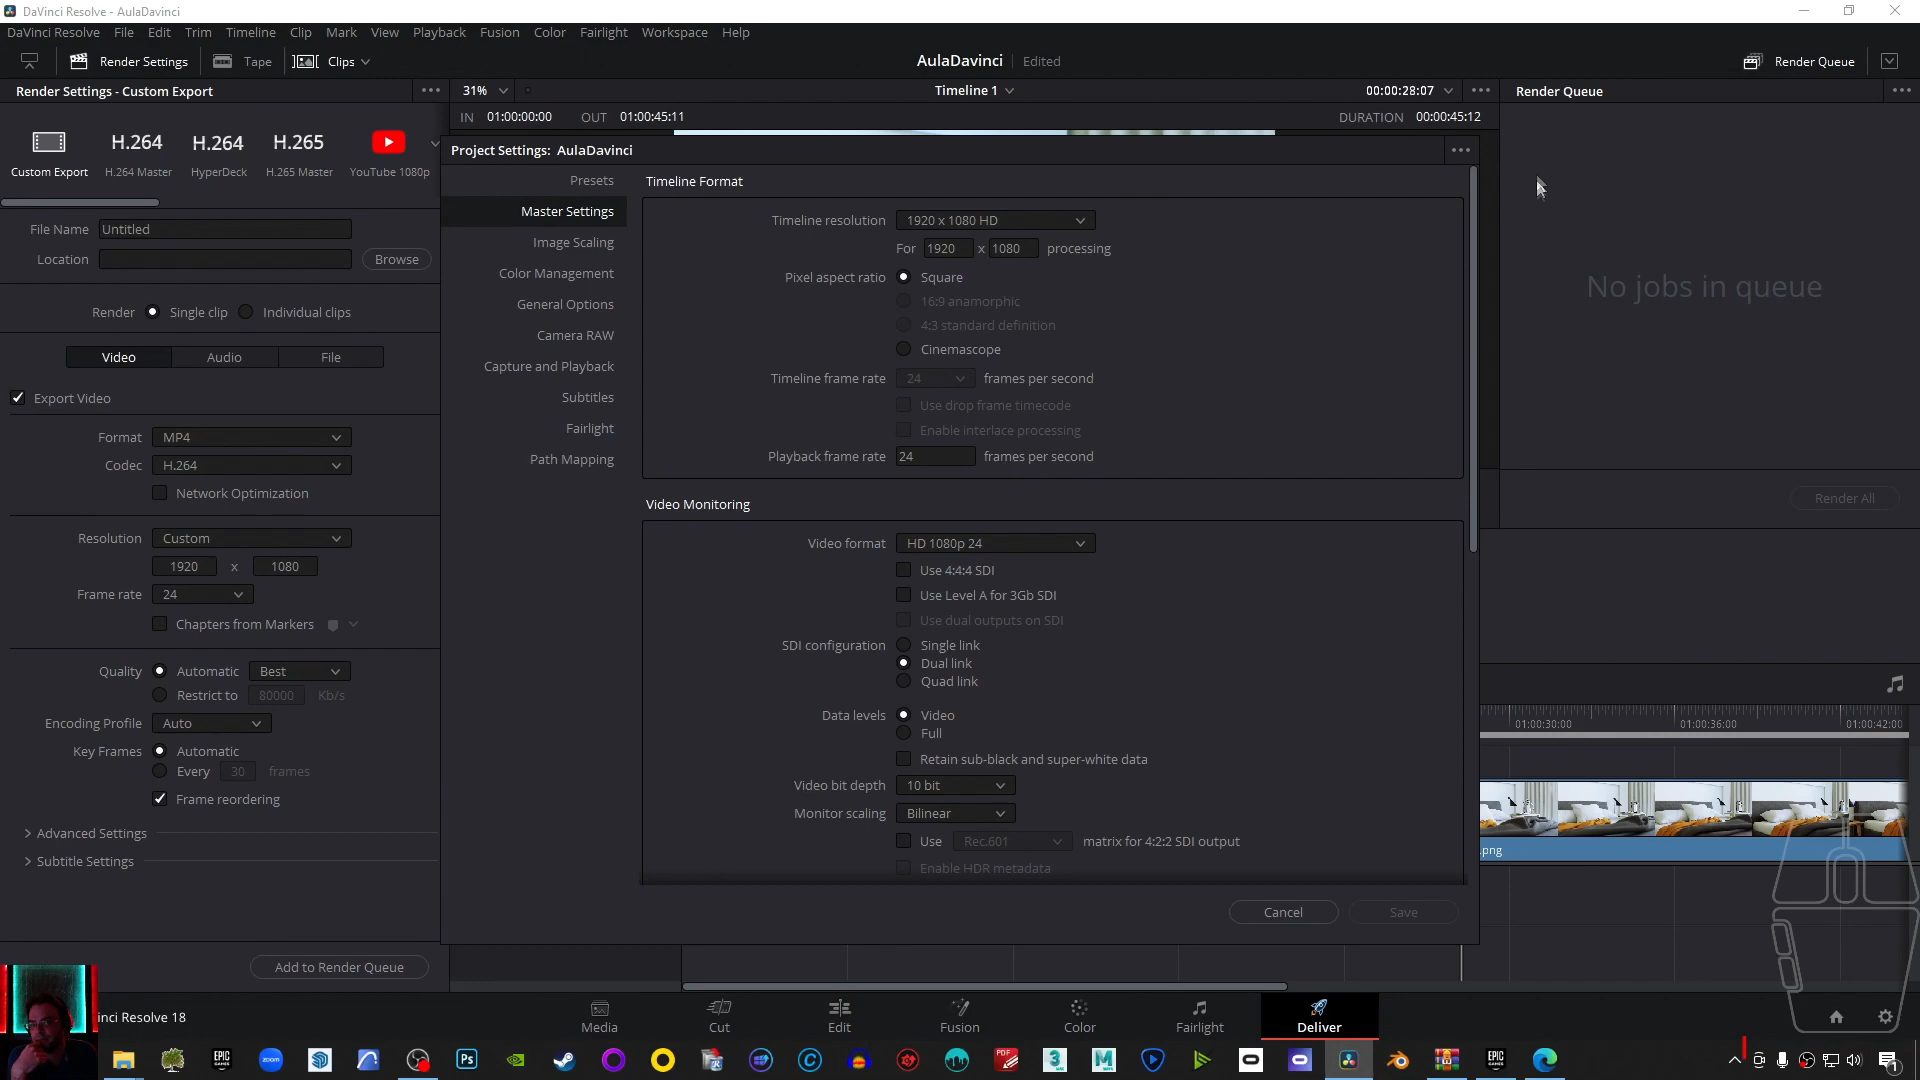 DaVinci Resolve - AulaDavinci
DaVinci Resolve File Edit Trim Timeline Clip Mark View Playback Fusion Color Fairlight Workspace Help
Render Settings Tape Clips AulaDavinci Edited Render Queue
Render Settings - Custom Export 31% Timeline 1 00:00:28:07 Render Queue
IN 01:00:00:00 OUT 01:00:45:11 DURATION 00:00:45:12
H.264 H.264 H.265
Custom Export H.264 Master HyperDeck H.265 Master YouTube 1080p
File Name Untitled
Location Browse
Render Single clip Individual clips
Video Audio File
Export Video
Format MP4
Codec H.264
Network Optimization
Resolution Custom
1920 x 1080
Frame rate 24
Chapters from Markers
Quality Automatic Best
Restrict to 80000 Kb/s
Encoding Profile Auto
Key Frames Automatic
Every 30 frames
Frame reordering
Advanced Settings
Subtitle Settings
Add to Render Queue
Project Settings: AulaDavinci
Presets
Master Settings
Image Scaling
Color Management
General Options
Camera RAW
Capture and Playback
Subtitles
Fairlight
Path Mapping
Timeline Format
Timeline resolution 1920 x 1080 HD
For 1920 x 1080 processing
Pixel aspect ratio Square
16:9 anamorphic
4:3 standard definition
Cinemascope
Timeline frame rate 24 frames per second
Use drop frame timecode
Enable interlace processing
Playback frame rate 24 frames per second
Video Monitoring
Video format HD 1080p 24
Use 4:4:4 SDI
Use Level A for 3Gb SDI
Use dual outputs on SDI
SDI configuration Single link
Dual link
Quad link
Data levels Video
Full
Retain sub-black and super-white data
Video bit depth 10 bit
Monitor scaling Bilinear
Use Rec.601 matrix for 4:2:2 SDI output
Enable HDR metadata
Cancel Save
No jobs in queue
Render All
01:00:30:00 01:00:36:00 01:00:42:00
.png
inci Resolve 18
Media Cut Edit Fusion Color Fairlight Deliver
EPIC GAMES zoom Ps PDF 3 M EPIC GAMES 1